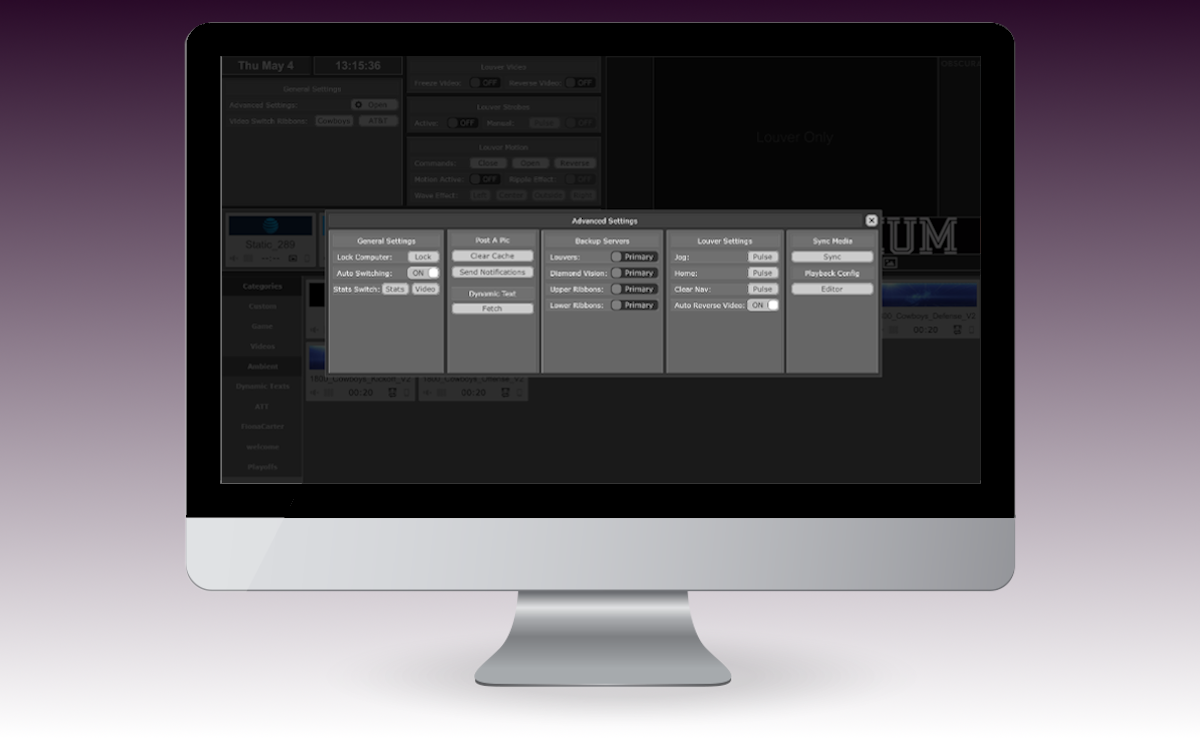 Thu May 4
13:15:36
General Settings
Advanced Settings:
Open
Video Switch Ribbons:
Cowboys
AT&T
Louver Video
Freeze Video:
OFF
Reverse Video:
OFF
Louver Strobes
Active:
OFF
Manual:
Pulse
OFF
Louver Motion
Commands:
Close
Open
Reverse
Motion Active:
OFF
Ripple Effect:
OFF
Wave Effect:
Left
Right
Louver Only
Static_289
--:--
UM
Advanced Settings
General Settings
Lock Computer:
Lock
Auto Switching:
ON
Stats Switch:
Stats
Video
Post A Pic
Clear Cache
Send Notifications
Dynamic Text
Fetch
Backup Servers
Louvers:
Primary
Diamond Vision:
Primary
Upper Ribbons:
Primary
Lower Ribbons:
Primary
Louver Settings
Jog:
Pulse
Home:
Pulse
Clear Nav:
Pulse
Auto Reverse Video:
ON
Sync Media
Sync
Playback Config
Editor
Categories
Custom
Game
Videos
Ambient
Dynamic Texts
ATT
welcome
Playoffs
1600_Cowboys_Kickoff_V2
00:20
1600_Cowboys_Offense_V2
00:20
00_Cowboys_Defense_V2
00:20